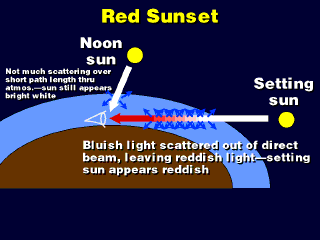 Red Sunset
Noon
sun
Not much scattering over
short path length thru
atmos.—sun still appears
bright white
Setting
sun
Bluish light scattered out of direct
beam, leaving reddish light—setting
sun appears reddish